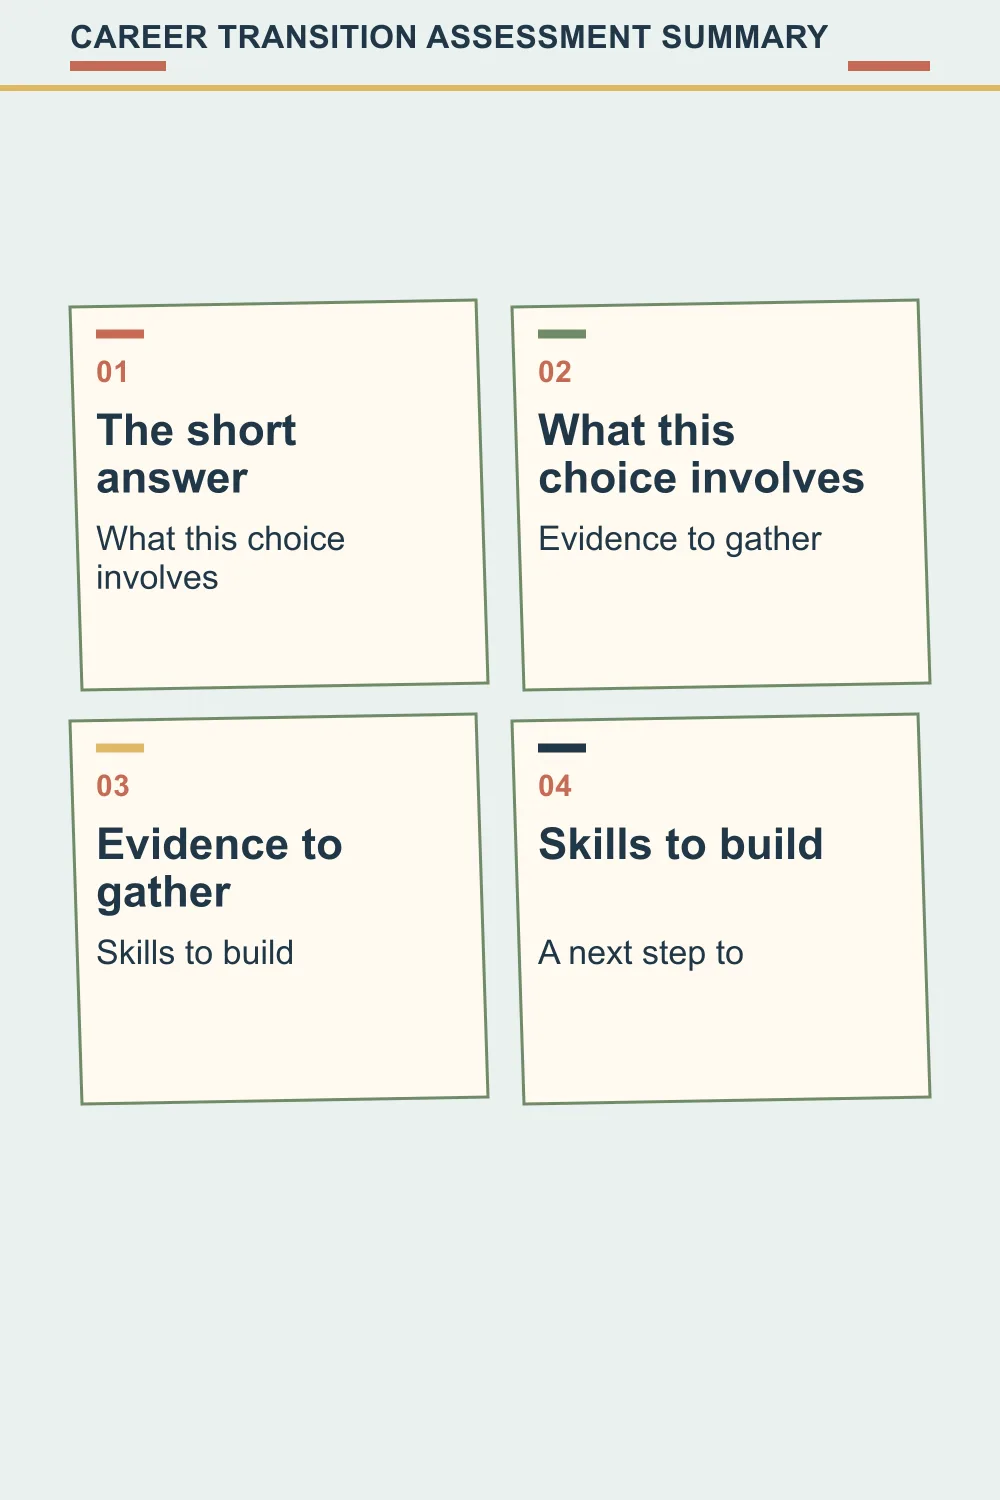 CAREER TRANSITION ASSESSMENT SUMMARY
01
The short
answer
What this choice
involves
02
What this
choice involves
Evidence to gather
03
Evidence to
gather
Skills to build
04
Skills to build
A next step to